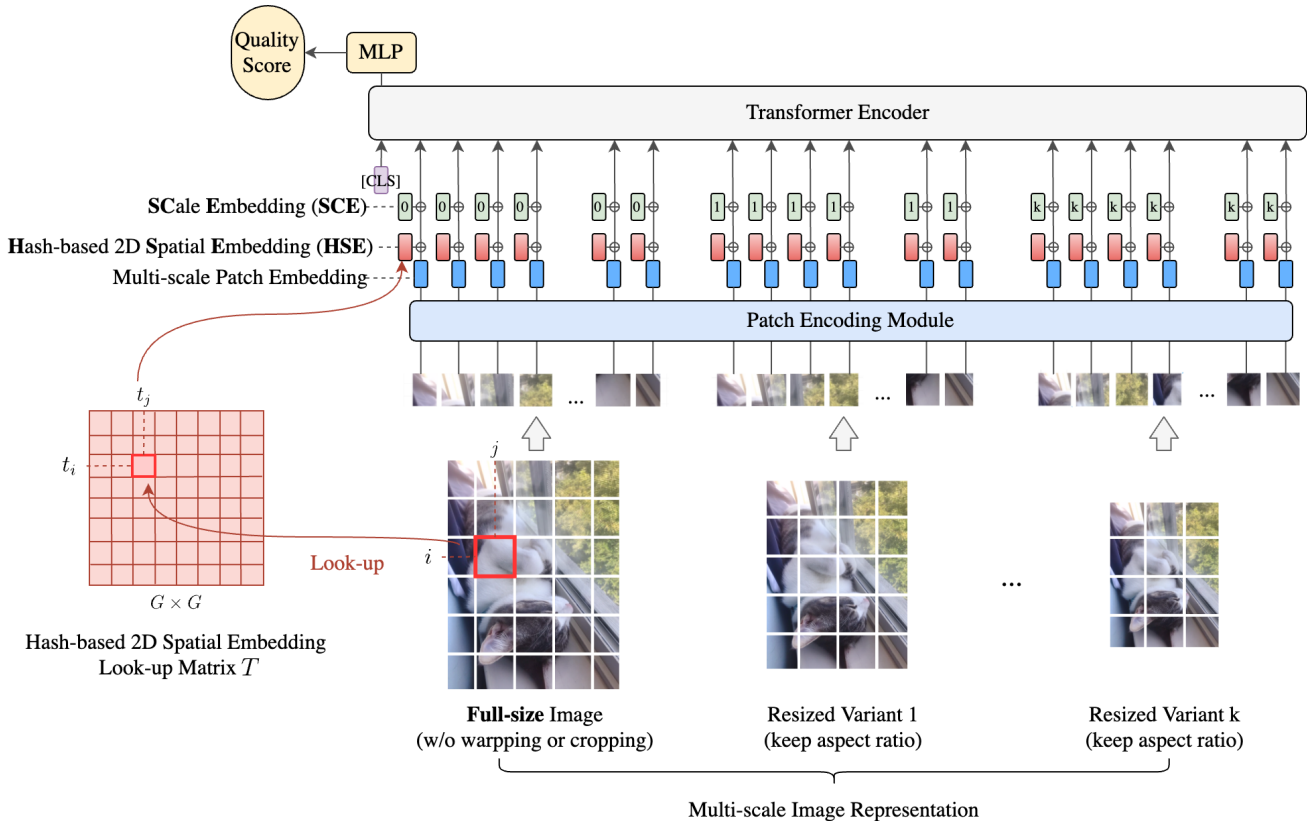 Quality
Score
MLP
Transformer Encoder
[CLS]
SCale Embedding (SCE)
0 0 0 0 0 0 1 1 1 1 1 1 k k k k k k
Hash-based 2D Spatial Embedding (HSE)
Multi-scale Patch Embedding
Patch Encoding Module
... ... ...
t_j
t_i
j
i
Look-up
G × G
...
Hash-based 2D Spatial Embedding
Look-up Matrix T
Full-size Image
(w/o warpping or cropping)
Resized Variant 1
(keep aspect ratio)
Resized Variant k
(keep aspect ratio)
Multi-scale Image Representation